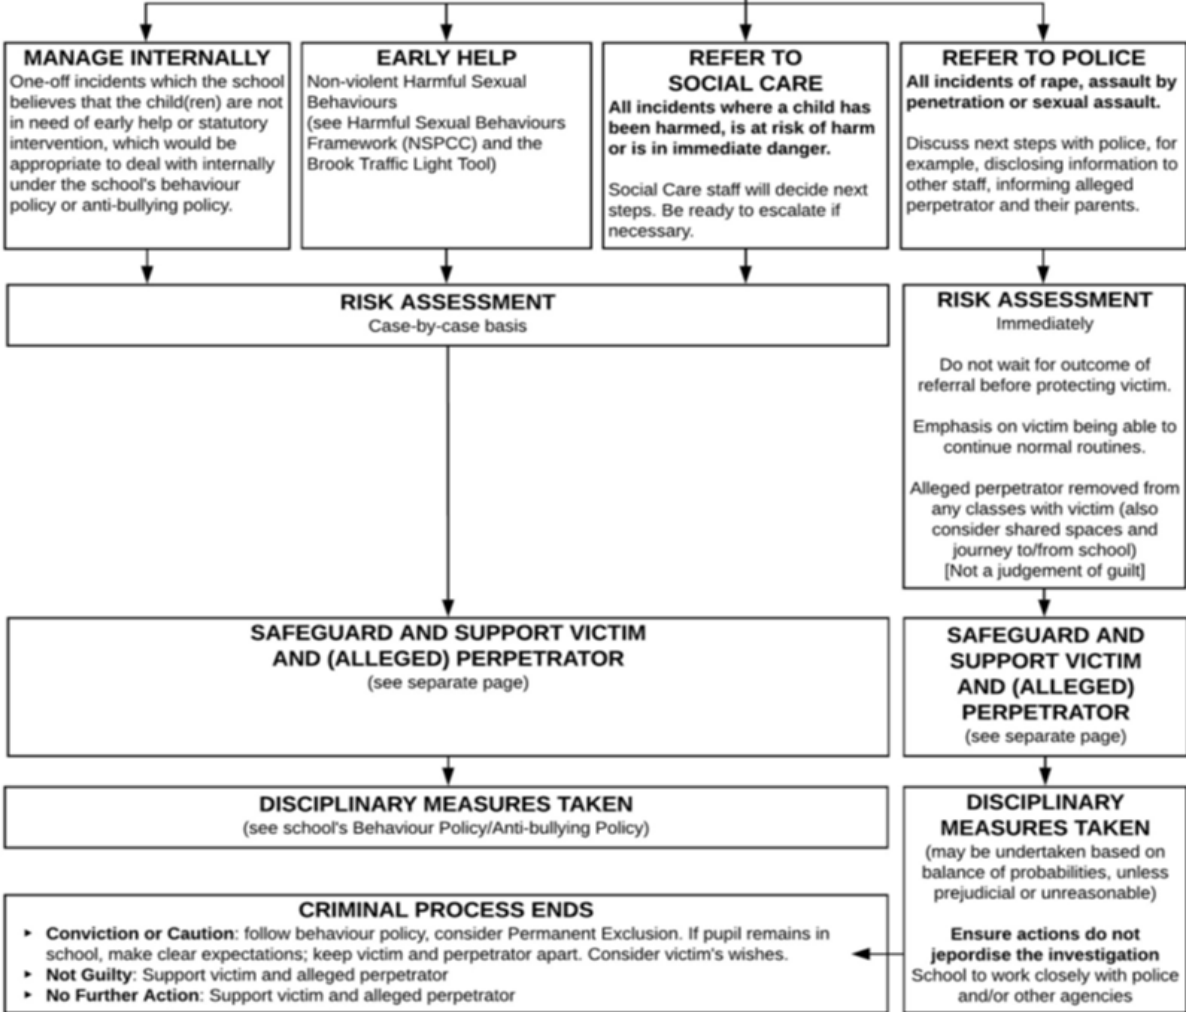 MANAGE INTERNALLY
One-off incidents which the school
believes that the child(ren) are not
in need of early help or statutory
intervention, which would be
appropriate to deal with internally
under the school's behaviour
policy or anti-bullying policy.
EARLY HELP
Non-violent Harmful Sexual
Behaviours
(see Harmful Sexual Behaviours
Framework (NSPCC) and the
Brook Traffic Light Tool)
REFER TO
SOCIAL CARE
All incidents where a child has
been harmed, is at risk of harm
or is in immediate danger.
Social Care staff will decide next
steps. Be ready to escalate if
necessary.
REFER TO POLICE
All incidents of rape, assault by
penetration or sexual assault.
Discuss next steps with police, for
example, disclosing information to
other staff, informing alleged
perpetrator and their parents.
RISK ASSESSMENT
Case-by-case basis
RISK ASSESSMENT
Immediately
Do not wait for outcome of
referral before protecting victim.
Emphasis on victim being able to
continue normal routines.
Alleged perpetrator removed from
any classes with victim (also
consider shared spaces and
journey to/from school)
[Not a judgement of guilt]
SAFEGUARD AND SUPPORT VICTIM
AND (ALLEGED) PERPETRATOR
(see separate page)
SAFEGUARD AND
SUPPORT VICTIM
AND (ALLEGED)
PERPETRATOR
(see separate page)
DISCIPLINARY MEASURES TAKEN
(see school's Behaviour Policy/Anti-bullying Policy)
DISCIPLINARY
MEASURES TAKEN
(may be undertaken based on
balance of probabilities, unless
prejudicial or unreasonable)
Ensure actions do not
jepordise the investigation
School to work closely with police
and/or other agencies
CRIMINAL PROCESS ENDS
‣ Conviction or Caution: follow behaviour policy, consider Permanent Exclusion. If pupil remains in
school, make clear expectations; keep victim and perpetrator apart. Consider victim's wishes.
‣ Not Guilty: Support victim and alleged perpetrator
‣ No Further Action: Support victim and alleged perpetrator